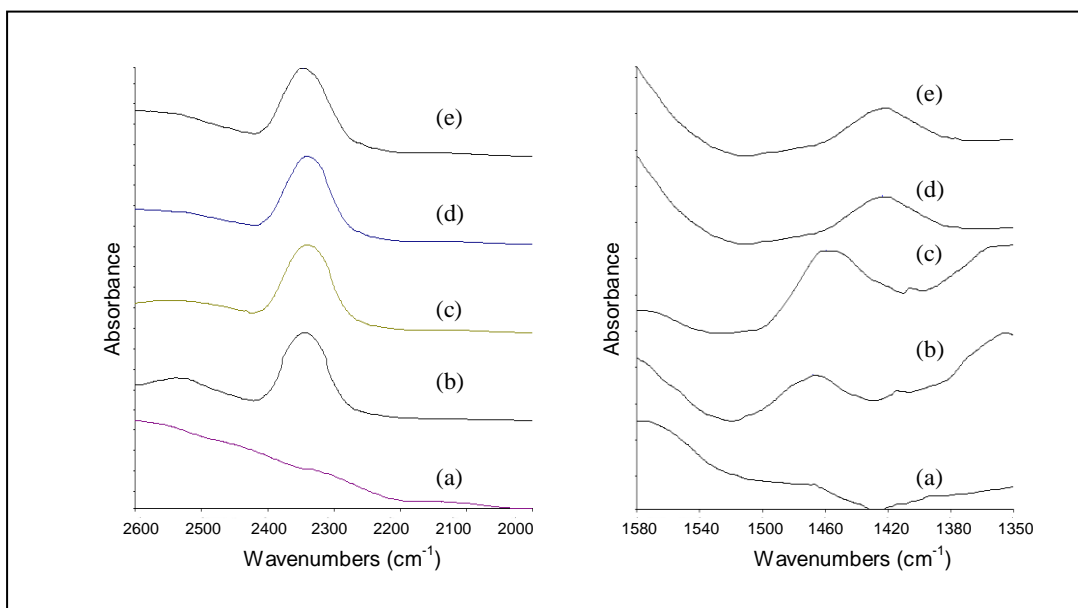 Absorbance
(e)
(d)
(c)
(b)
(a)
2600 2500 2400 2300 2200 2100 2000
Wavenumbers (cm-1)
Absorbance
(e)
(d)
(c)
(b)
(a)
1580 1540 1500 1460 1420 1380 1350
Wavenumbers (cm-1)